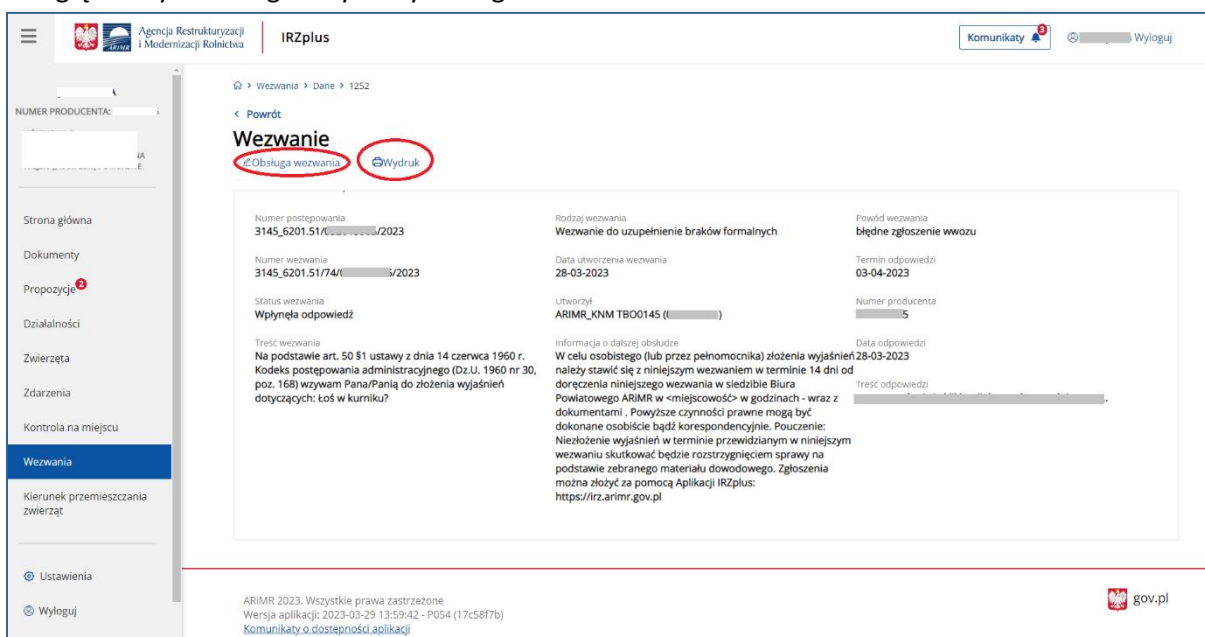 Agencja Restrukturyzacji
i Modernizacji Rolnictwa
ARiMR
IRZplus
Komunikaty 3
Wyloguj
NUMER PRODUCENTA:
Strona główna
Dokumenty
Propozycje 2
Działalności
Zwierzęta
Zdarzenia
Kontrola na miejscu
Wezwania
Kierunek przemieszczania
zwierząt
Ustawienia
Wyloguj
> Wezwania > Dane > 1252
< Powrót
Wezwanie
Obsługa wezwania
Wydruk
Numer postępowania
3145_6201.51/ /2023
Rodzaj wezwania
Wezwanie do uzupełnienie braków formalnych
Powód wezwania
błędne zgłoszenie wwozu
Numer wezwania
3145_6201.51/74/ /2023
Data utworzenia wezwania
28-03-2023
Termin odpowiedzi
03-04-2023
Status wezwania
Wpłynęła odpowiedź
Utworzył
ARIMR_KNM TBO0145 ( )
Numer producenta
5
Treść wezwania
Na podstawie art. 50 §1 ustawy z dnia 14 czerwca 1960 r.
Kodeks postępowania administracyjnego (Dz.U. 1960 nr 30,
poz. 168) wzywam Pana/Panią do złożenia wyjaśnień
dotyczących: Łoś w kurniku?
Informacja o dalszej obsłudze
W celu osobistego (lub przez pełnomocnika) złożenia wyjaśnień
należy stawić się z niniejszym wezwaniem w terminie 14 dni od
doręczenia niniejszego wezwania w siedzibie Biura
Powiatowego ARiMR w <miejscowość> w godzinach - wraz z
dokumentami . Powyższe czynności prawne mogą być
dokonane osobiście bądź korespondencyjnie. Pouczenie:
Niezłożenie wyjaśnień w terminie przewidzianym w niniejszym
wezwaniu skutkować będzie rozstrzygnięciem sprawy na
podstawie zebranego materiału dowodowego. Zgłoszenia
można złożyć za pomocą Aplikacji IRZplus:
https://irz.arimr.gov.pl
Data odpowiedzi
28-03-2023
Treść odpowiedzi
ARiMR 2023. Wszystkie prawa zastrzeżone
Wersja aplikacji: 2023-03-29 13:59:42 - P054 (17c58f7b)
Komunikaty o dostępności aplikacji
gov.pl